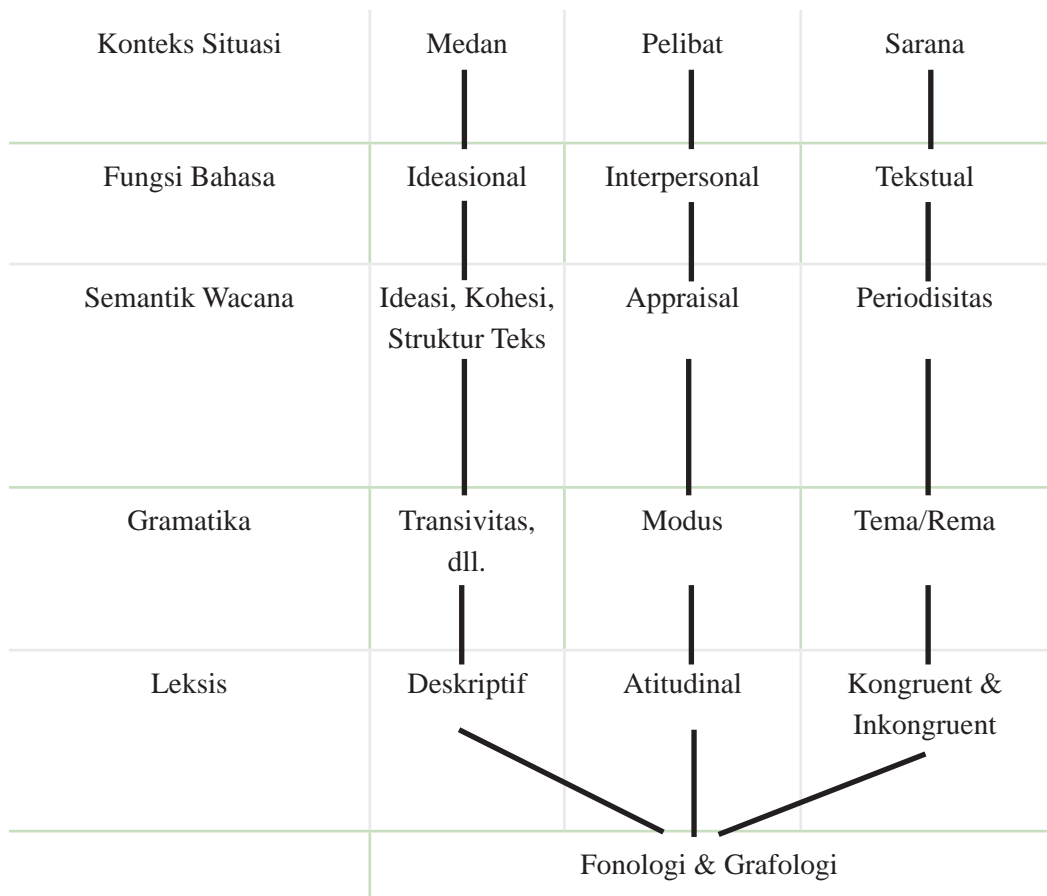 Konteks Situasi Medan Pelibat Sarana
Fungsi Bahasa Ideasional Interpersonal Tekstual
Semantik Wacana Ideasi, Kohesi, Appraisal Periodisitas
Struktur Teks
Gramatika Transivitas, Modus Tema/Rema
dll.
Leksis Deskriptif Atitudinal Kongruent &
Inkongruent
Fonologi & Grafologi